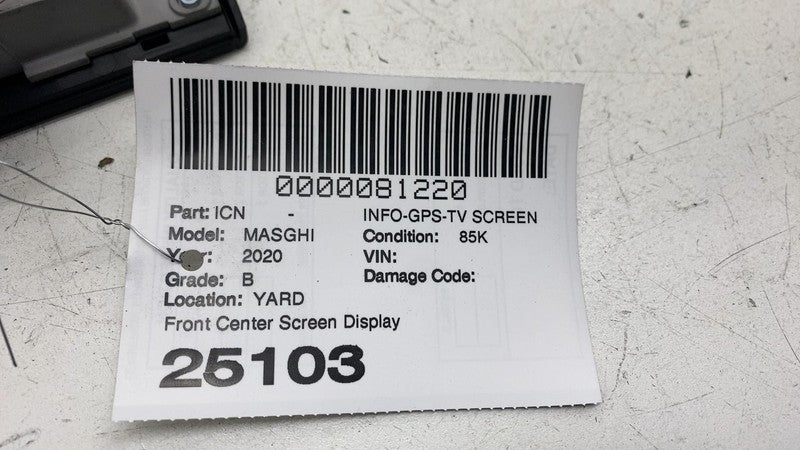 0000081220
Part: ICN - INFO-GPS-TV SCREEN
Model: MASGHI Condition: 85K
Year: 2020 VIN:
Grade: B Damage Code:
Location: YARD
Front Center Screen Display
25103